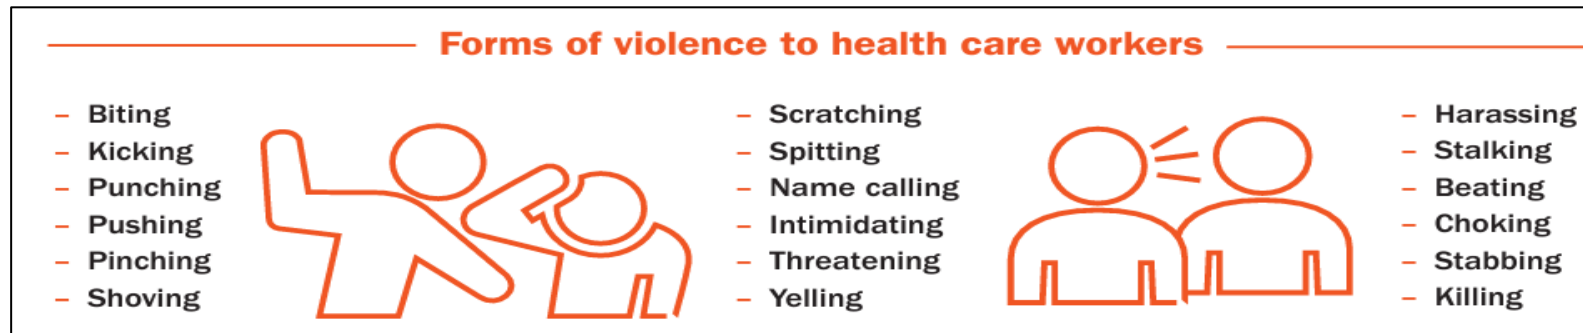 Forms of violence to health care workers
– Biting
– Kicking
– Punching
– Pushing
– Pinching
– Shoving
– Scratching
– Spitting
– Name calling
– Intimidating
– Threatening
– Yelling
– Harassing
– Stalking
– Beating
– Choking
– Stabbing
– Killing